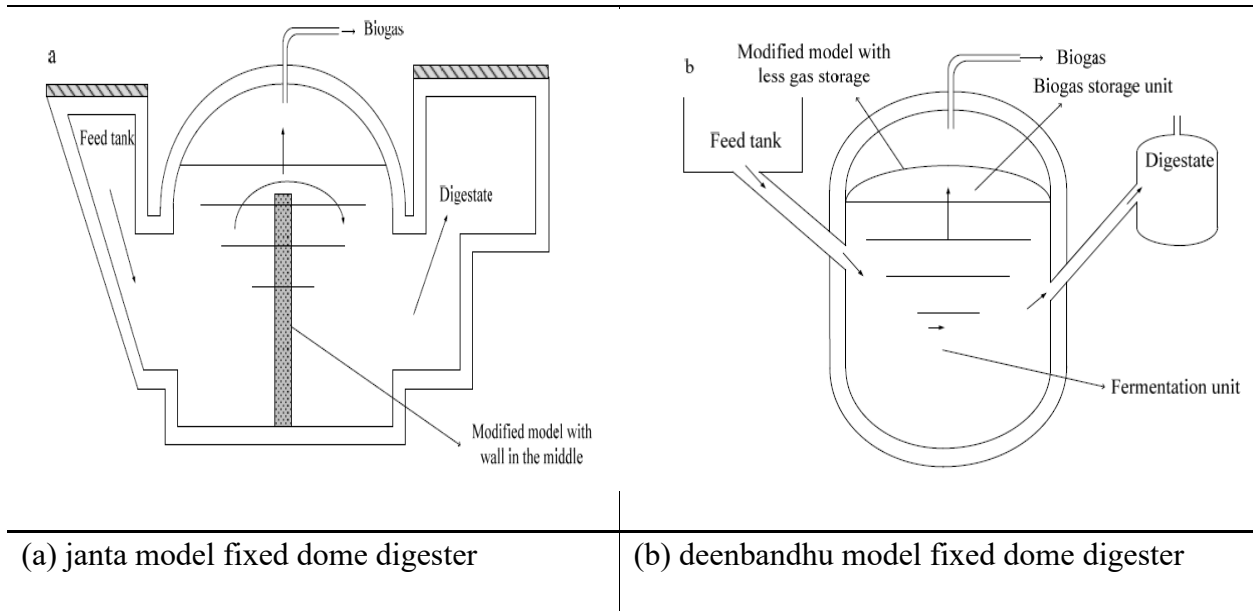 a
Biogas
Feed tank
Digestate
Modified model with
wall in the middle
b
Modified model with
less gas storage
Biogas
Biogas storage unit
Feed tank
Digestate
Fermentation unit
(a) janta model fixed dome digester
(b) deenbandhu model fixed dome digester